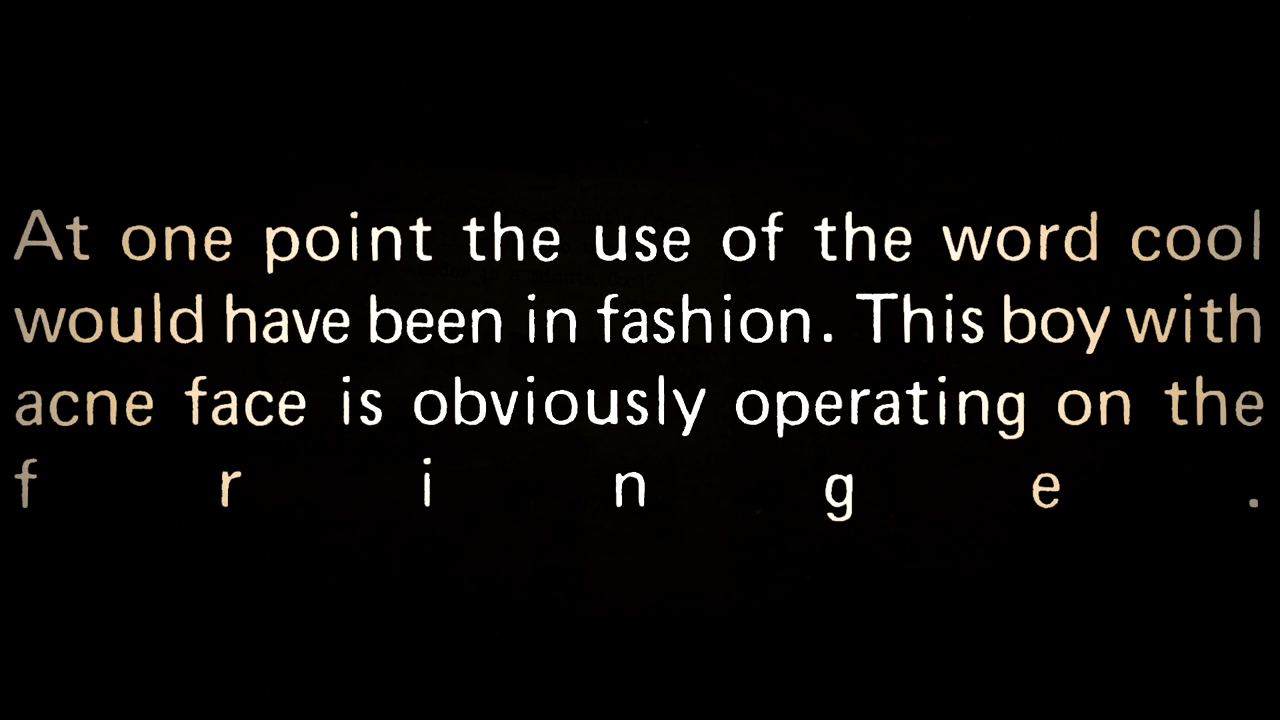 At one point the use of the word cool
would have been in fashion. This boy with
acne face is obviously operating on the
f r i n g e .